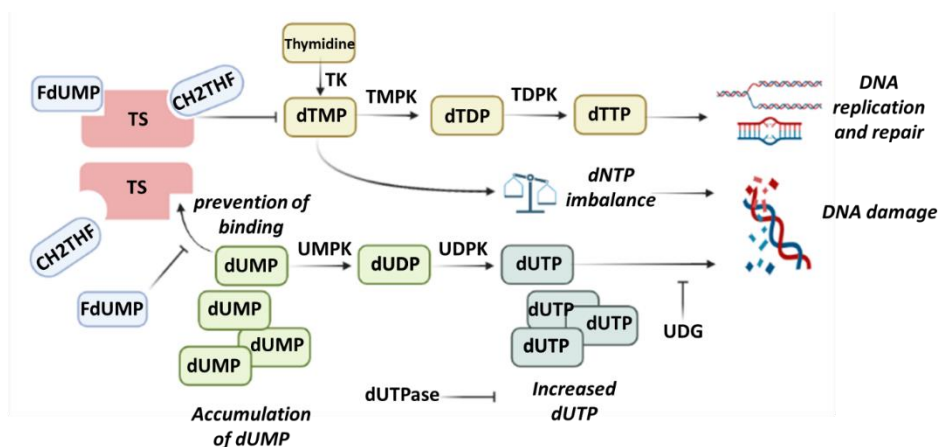 Thymidine
TK
FdUMP
CH2THF
TS
dTMP
TMPK
dTDP
TDPK
dTTP
DNA
replication
and repair
TS
CH2THF
prevention of
binding
dNTP
imbalance
DNA damage
dUMP
UMPK
dUDP
UDPK
dUTP
FdUMP
dUMP
dUMP
dUMP
dUTP
dUTP
dUTP
UDG
dUTPase
Accumulation
of dUMP
Increased
dUTP